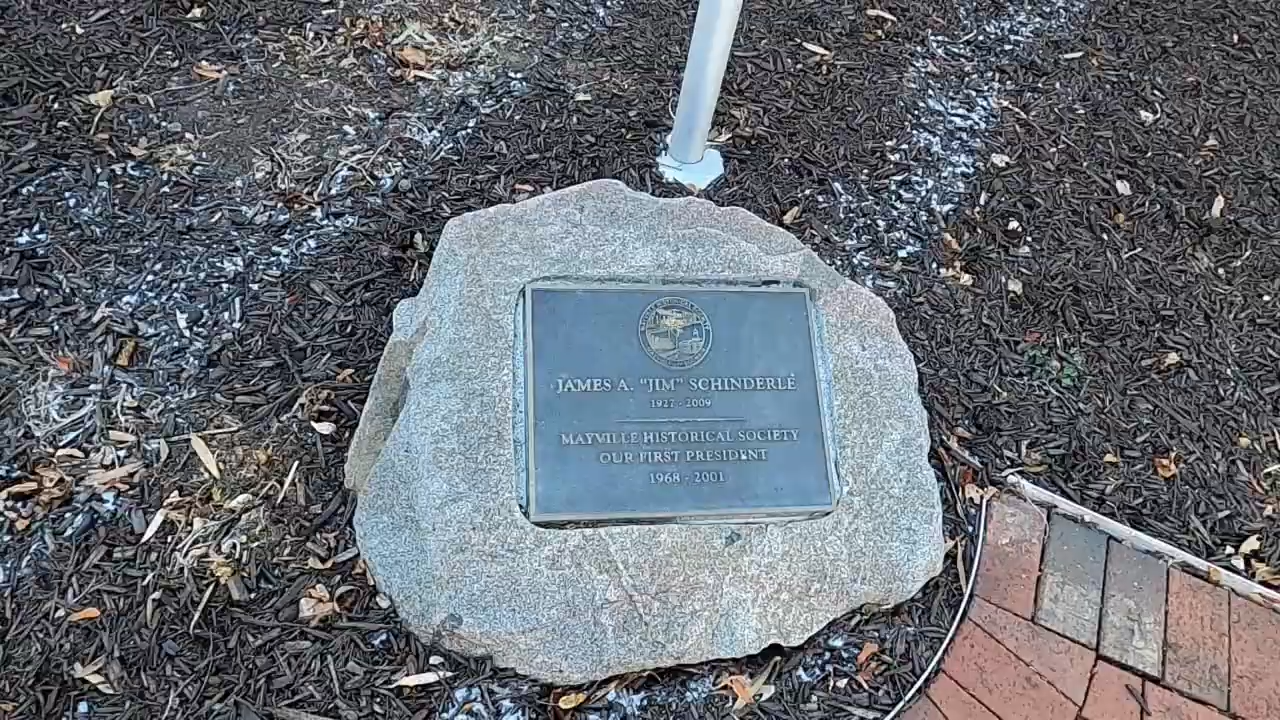 JAMES A. "JIM" SCHINDERLE
1927 - 2009
MAYVILLE HISTORICAL SOCIETY
OUR FIRST PRESIDENT
1968 - 2001